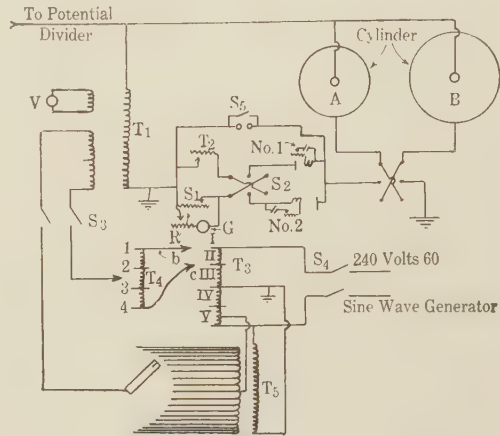 To Potential
Divider
Cylinder
V
T1
A
B
S5
T2
No.1
S1
S2
No.2
S3
R
G
I
1
b
II
S4
240 Volts 60
2
T4
c
III
T3
3
IV
4
V
Sine Wave Generator
T5